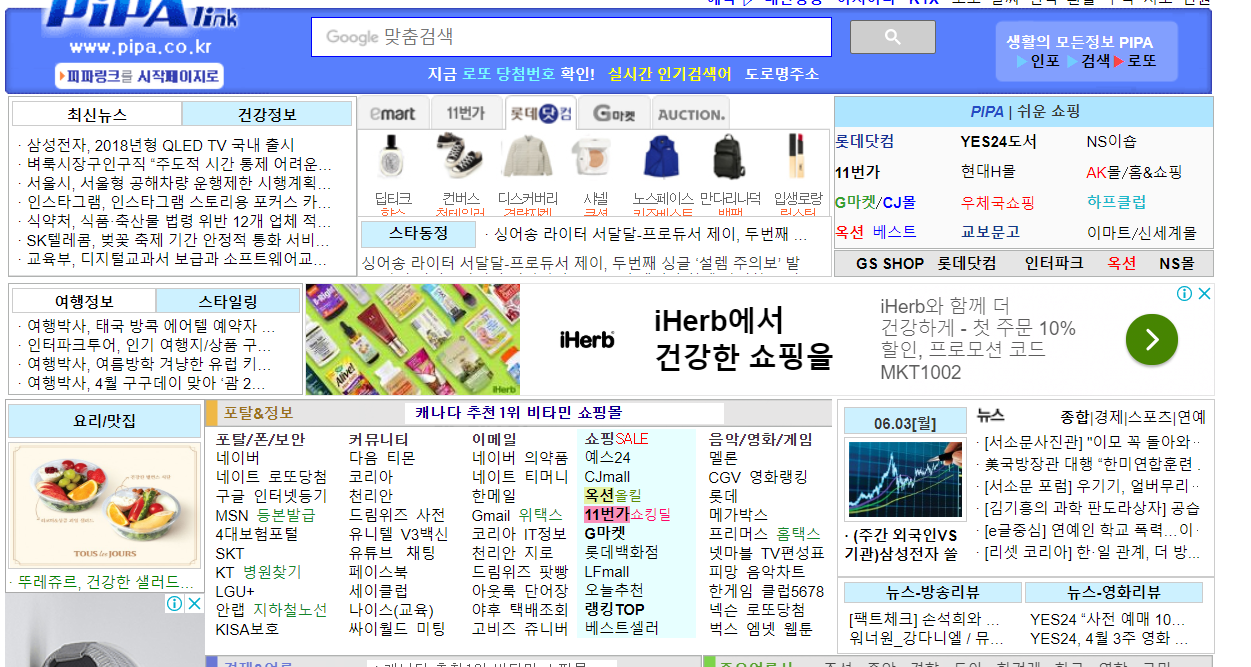 PiPA link
www.pipa.co.kr
피파링크를 시작페이지로
Google 맞춤검색
지금 로또 당첨번호 확인! 실시간 인기검색어 도로명주소
생활의 모든정보 PIPA
인포 검색 로또
최신뉴스 건강정보
· 삼성전자, 2018년형 QLED TV 국내 출시
· 벼룩시장구인구직 “주도적 시간 통제 어려운...
· 서울시, 서울형 공해차량 운행제한 시행계획...
· 인스타그램, 인스타그램 스토리용 포커스 카...
· 식약처, 식품·축산물 법령 위반 12개 업체 적...
· SK텔레콤, 벚꽃 축제 기간 안정적 통화 서비...
· 교육부, 디지털교과서 보급과 소프트웨어교...
emart 11번가 롯데닷컴 G마켓 AUCTION.
딥티크 컨버스 디스커버리 샤넬 노스페이스 만다리나덕 입생로랑
스타동정
· 싱어송 라이터 서달달-프로듀서 제이, 두번째 ...
싱어송 라이터 서달달-프로듀서 제이, 두번째 싱글 ‘설렘 주의보’ 발
PIPA | 쉬운 쇼핑
롯데닷컴 YES24도서 NS이숍
11번가 현대H몰 AK몰/홈&쇼핑
G마켓/CJ몰 우체국쇼핑 하프클럽
옥션 베스트 교보문고 이마트/신세계몰
GS SHOP 롯데닷컴 인터파크 옥션 NS몰
여행정보 스타일링
· 여행박사, 태국 방콕 에어텔 예약자 ...
· 인터파크투어, 인기 여행지/상품 구...
· 여행박사, 여름방학 겨냥한 유럽 키...
· 여행박사, 4월 구구데이 맞아 ‘괌 2...
iHerb
iHerb
iHerb에서
건강한 쇼핑을
iHerb와 함께 더
건강하게 - 첫 주문 10%
할인, 프로모션 코드
MKT1002
요리/맛집
TOUS les JOURS
· 뚜레쥬르, 건강한 샐러드...
포탈&정보 캐나다 추천1위 비타민 쇼핑몰
포탈/폰/보안 커뮤니티 이메일 쇼핑SALE 음악/영화/게임
네이버 다음 티몬 네이버 의약품 예스24 멜론
네이트 로또당첨 코리아 네이트 티머니 CJmall CGV 영화랭킹
구글 인터넷등기 천리안 한메일 옥션올킬 롯데
MSN 등본발급 드림위즈 사전 Gmail 위택스 11번가쇼킹딜 메가박스
4대보험포털 유니텔 V3백신 코리아 IT정보 G마켓 프리머스 홈택스
SKT 유튜브 채팅 천리안 지로 롯데백화점 넷마블 TV편성표
KT 병원찾기 페이스북 드림위즈 팟빵 LFmall 피망 음악차트
LGU+ 세이클럽 아웃룩 단어장 오늘추천 한게임 클럽5678
안랩 지하철노선 나이스(교육) 야후 택배조회 랭킹TOP 넥슨 로또당첨
KISA보호 싸이월드 미팅 고비즈 쥬니버 베스트셀러 벅스 엠넷 웹툰
06.03[월]
· (주간 외국인VS
기관)삼성전자 쓸
뉴스 종합|경제|스포츠|연예
· [서소문사진관] "이모 꼭 돌아와··
· 美국방장관 대행 “한미연합훈련 .
· [서소문 포럼] 우기기, 얼버무리··
· [김기흥의 과학 판도라상자] 공습
· [e글중심] 연예인 학교 폭력...이·
· [리셋 코리아] 한·일 관계, 더 방...
뉴스-방송리뷰 뉴스-영화리뷰
[팩트체크] 손석희와 ... YES24 “사전 예매 10...
워너원_강다니엘 / 뮤... YES24, 4월 3주 영화 ...